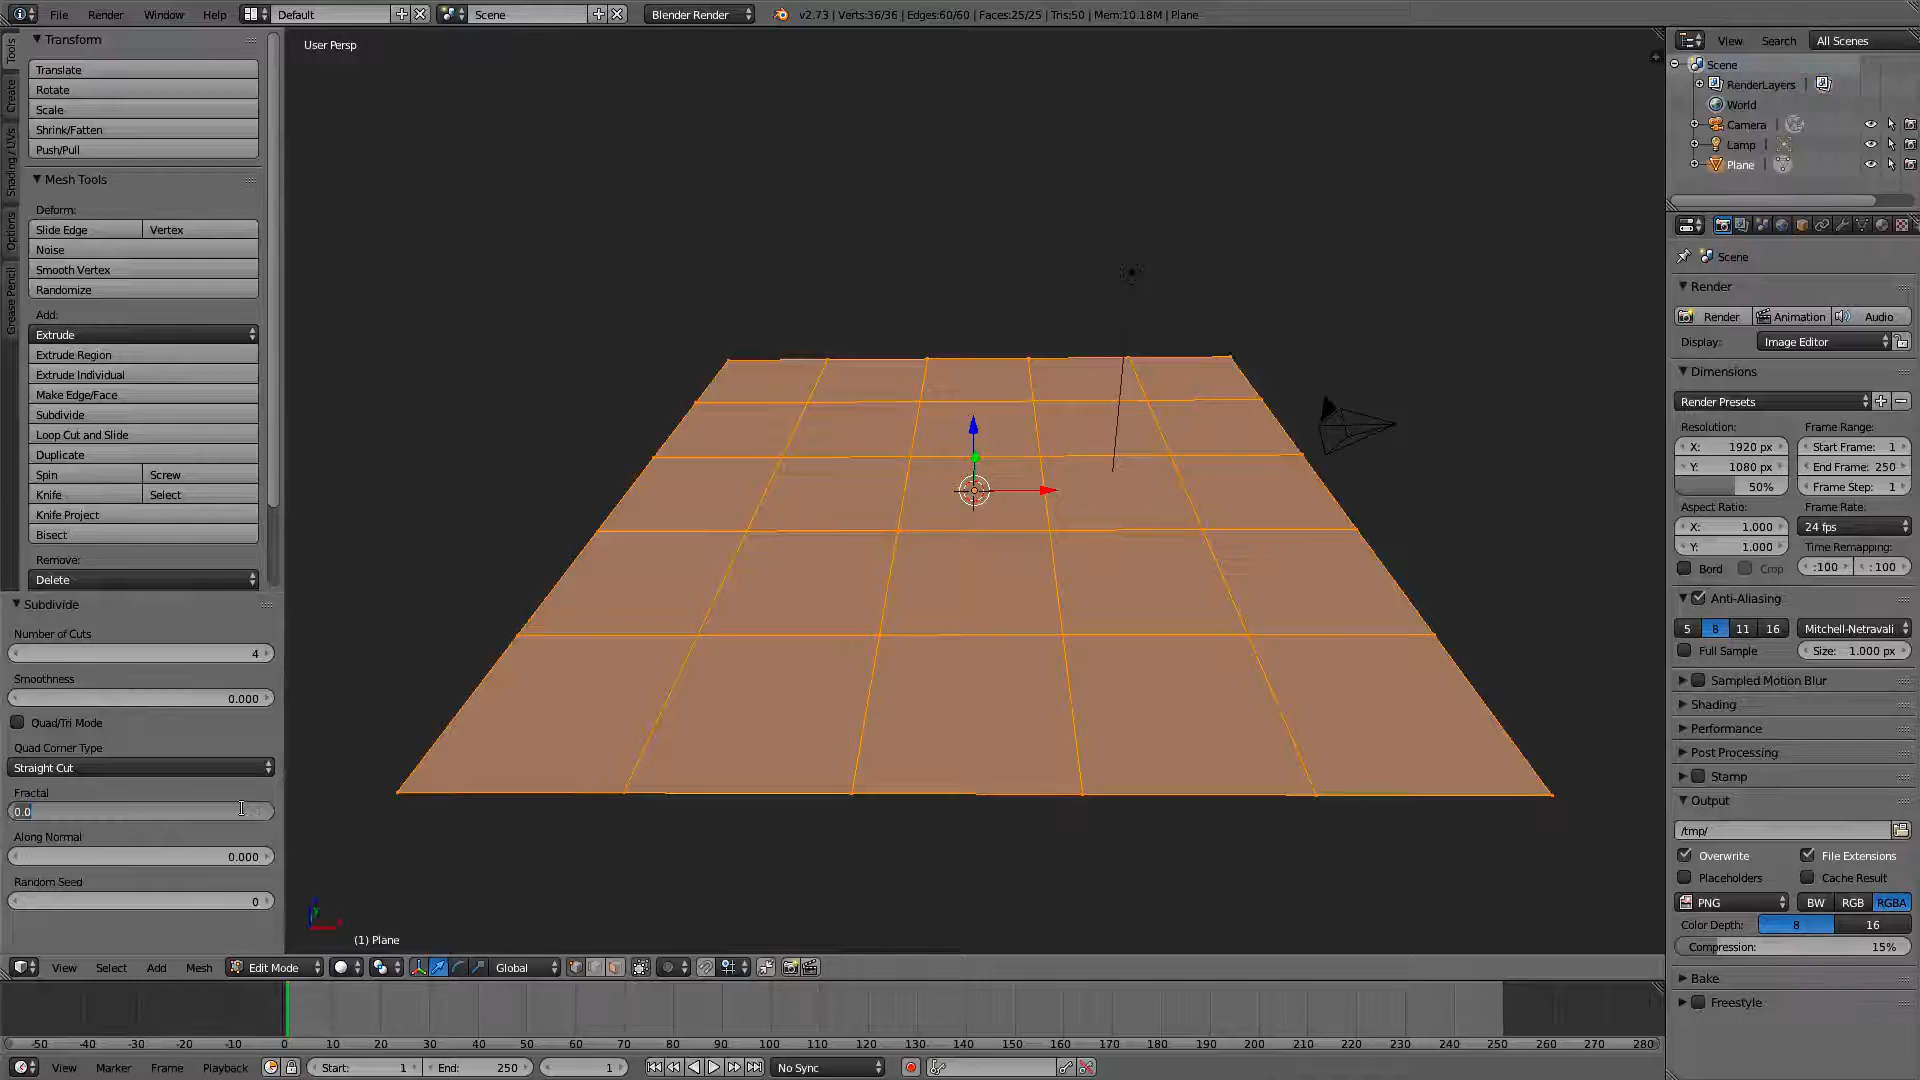 File Render Window Help Default Scene Blender Render v2.73 | Verts:36/36 | Edges:60/60 | Faces:25/25 | Tris:50 | Mem:10.18M | Plane
Tools
Create
Shading / UVs
Options
Grease Pencil
Transform
Translate
Rotate
Scale
Shrink/Fatten
Push/Pull
Mesh Tools
Deform:
Slide Edge Vertex
Noise
Smooth Vertex
Randomize
Add:
Extrude
Extrude Region
Extrude Individual
Make Edge/Face
Subdivide
Loop Cut and Slide
Duplicate
Spin Screw
Knife Select
Knife Project
Bisect
Remove:
Delete
Subdivide
Number of Cuts
4
Smoothness
0.000
Quad/Tri Mode
Quad Corner Type
Straight Cut
Fractal
0.0
Along Normal
0.000
Random Seed
0
User Persp
(1) Plane
View Select Add Mesh Edit Mode Global
-50 -40 -30 -20 -10 0 10 20 30 40 50 60 70 80 90 100 110 120 130 140 150 160 170 180 190 200 210 220 230 240 250 260 270 280
View Marker Frame Playback Start: 1 End: 250 1 No Sync
View Search All Scenes
Scene
RenderLayers |
World
Camera |
Lamp |
Plane |
Scene
Render
Render Animation Audio
Display: Image Editor
Dimensions
Render Presets
Resolution: Frame Range:
X: 1920 px Start Frame: 1
Y: 1080 px End Frame: 250
50% Frame Step: 1
Aspect Ratio: Frame Rate:
X: 1.000 24 fps
Y: 1.000 Time Remapping:
Bord Crop :100 :100
Anti-Aliasing
5 8 11 16 Mitchell-Netravali
Full Sample Size: 1.000 px
Sampled Motion Blur
Shading
Performance
Post Processing
Stamp
Output
/tmp/
Overwrite File Extensions
Placeholders Cache Result
PNG BW RGB RGBA
Color Depth: 8 16
Compression: 15%
Bake
Freestyle